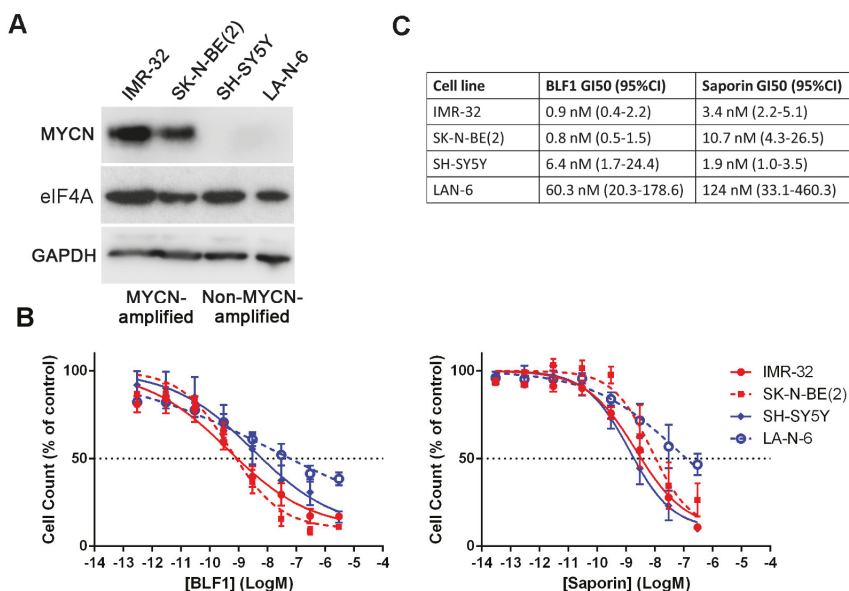 A
IMR-32
SK-N-BE(2)
SH-SY5Y
LA-N-6
MYCN
eIF4A
GAPDH
MYCN-amplified
Non-MYCN-amplified
C
Cell line BLF1 GI50 (95%CI) Saporin GI50 (95%CI)
IMR-32 0.9 nM (0.4-2.2) 3.4 nM (2.2-5.1)
SK-N-BE(2) 0.8 nM (0.5-1.5) 10.7 nM (4.3-26.5)
SH-SY5Y 6.4 nM (1.7-24.4) 1.9 nM (1.0-3.5)
LAN-6 60.3 nM (20.3-178.6) 124 nM (33.1-460.3)
B
Cell Count (% of control)
100
50
0
-14 -13 -12 -11 -10 -9 -8 -7 -6 -5 -4
[BLF1] (LogM)
Cell Count (% of control)
100
50
0
-14 -13 -12 -11 -10 -9 -8 -7 -6 -5 -4
[Saporin] (LogM)
IMR-32
SK-N-BE(2)
SH-SY5Y
LA-N-6